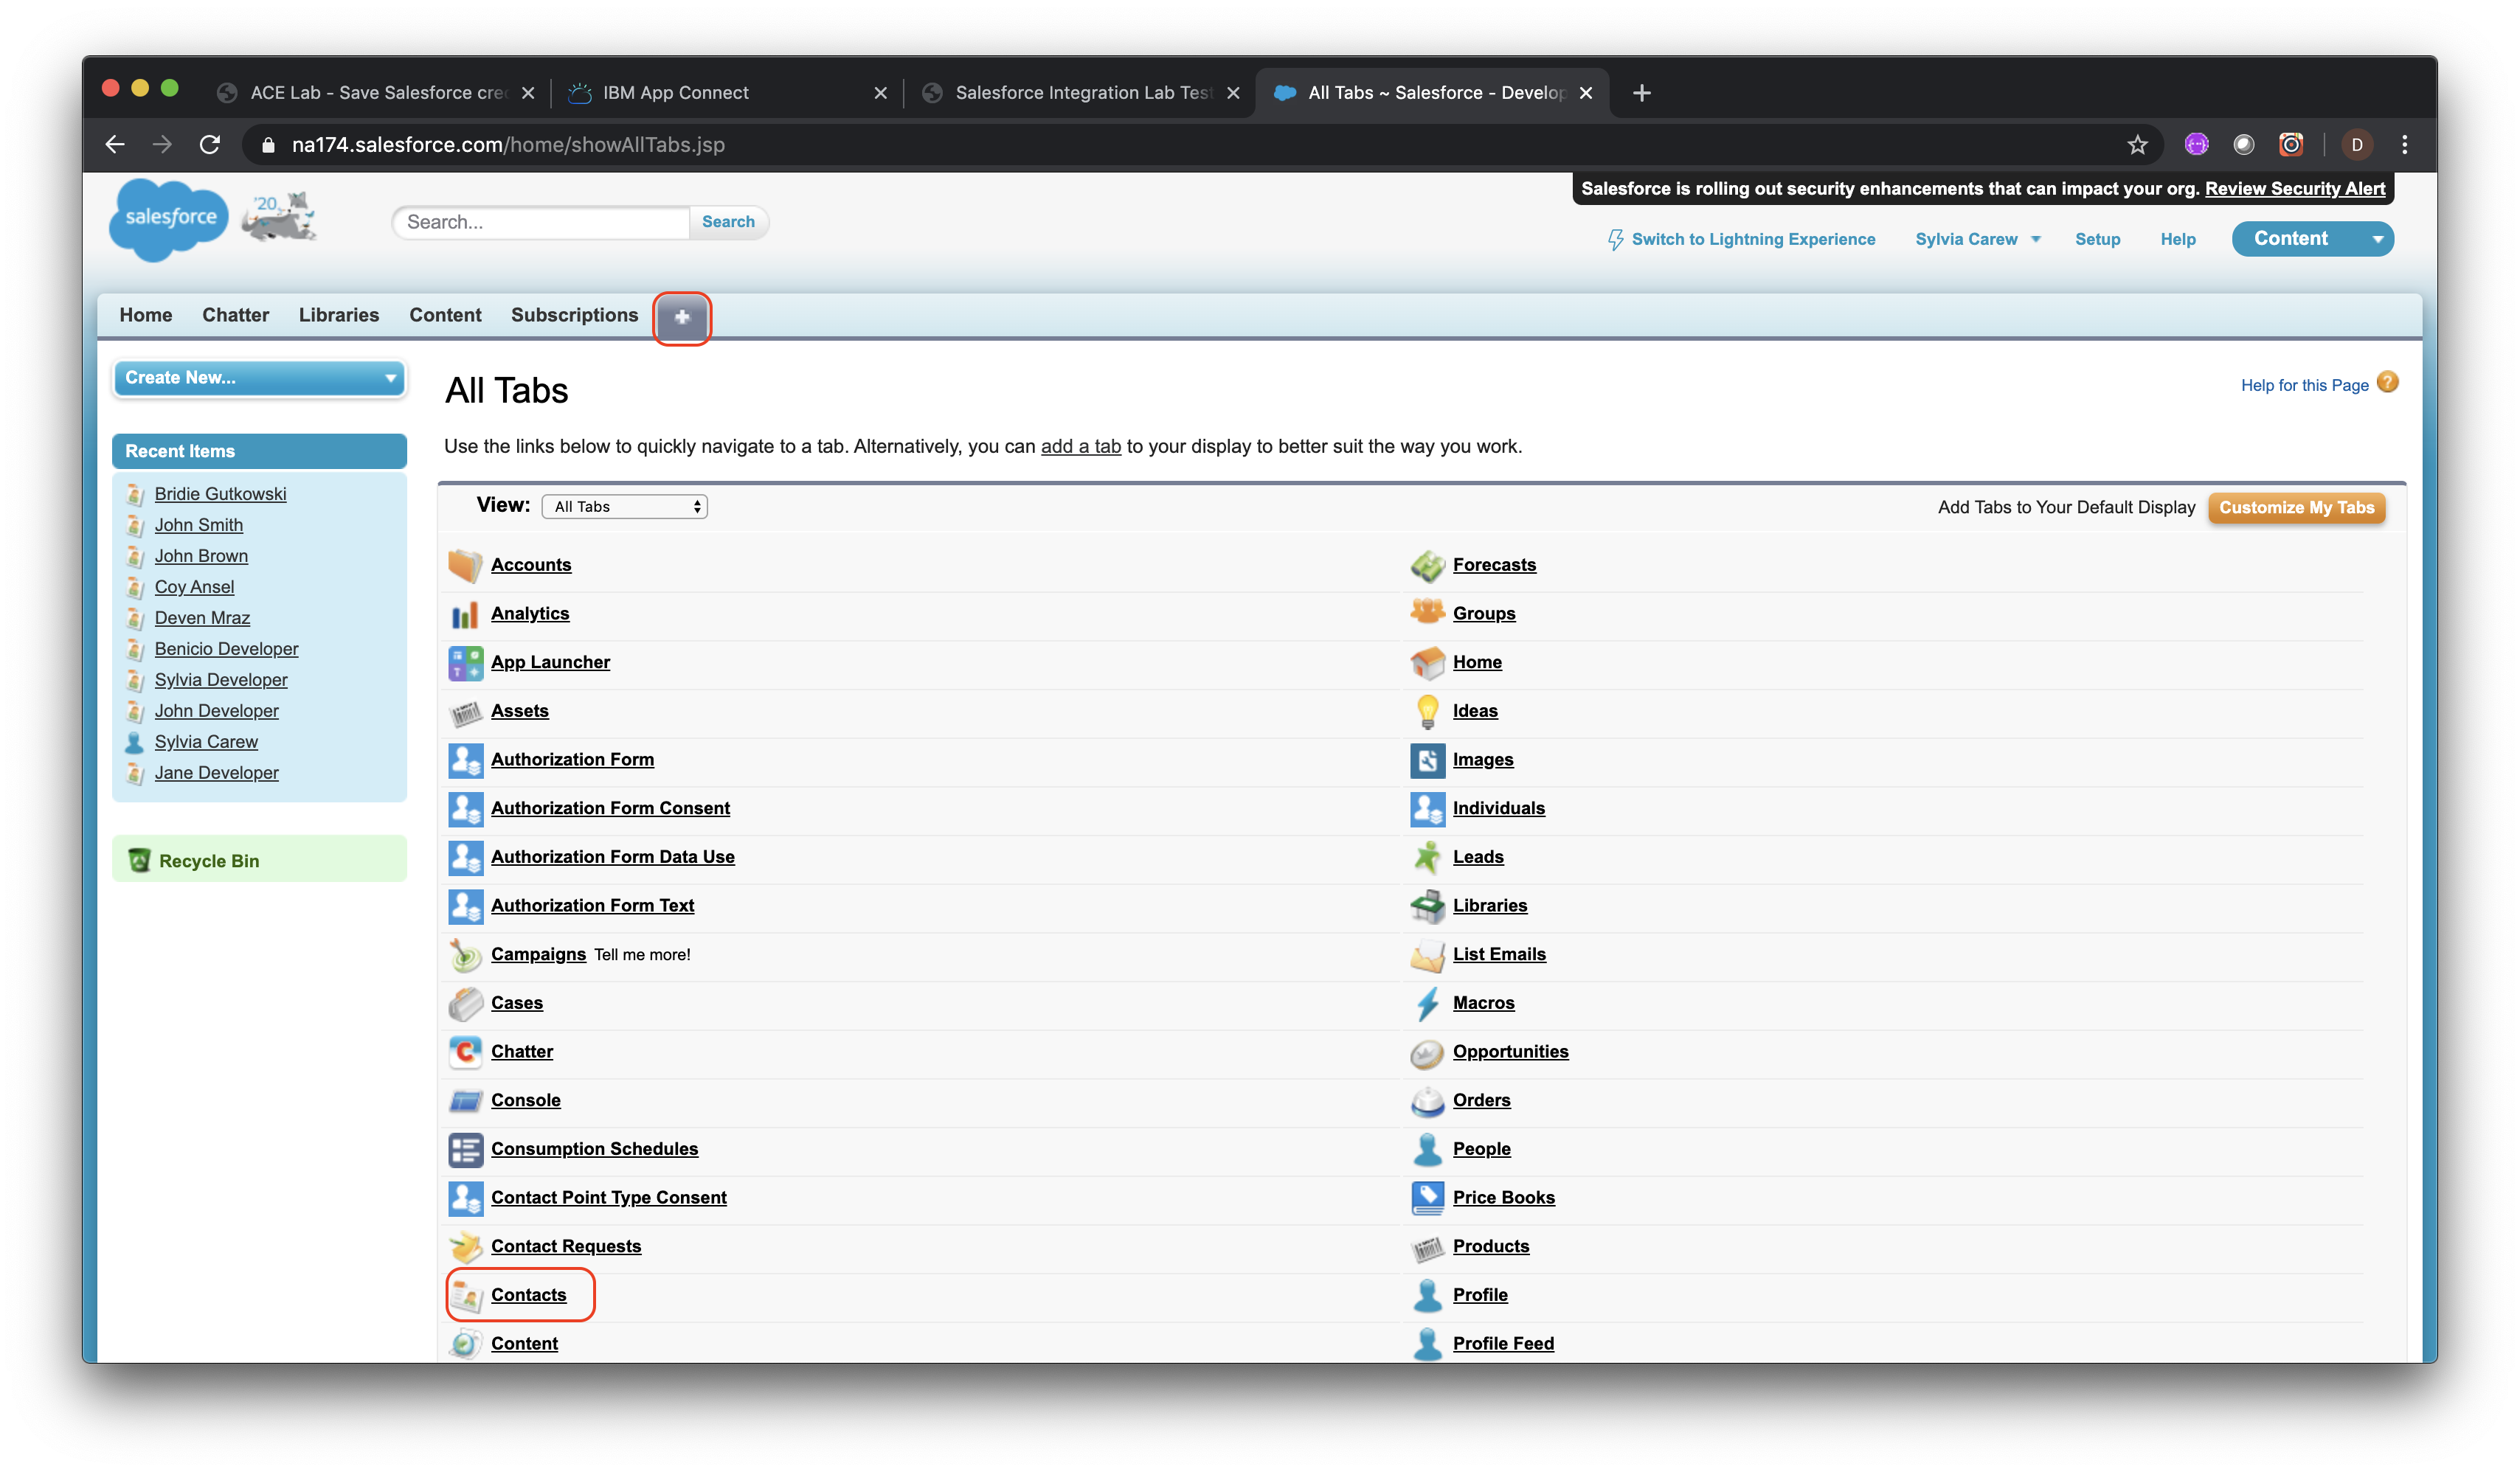 ACE Lab - Save Salesforce cre
IBM App Connect
Salesforce Integration Lab Test
All Tabs ~ Salesforce - Develop
na174.salesforce.com/home/showAllTabs.jsp
D
Salesforce is rolling out security enhancements that can impact your org. Review Security Alert
salesforce
'20
Search...
Search
Switch to Lightning Experience
Sylvia Carew
Setup
Help
Content
Home
Chatter
Libraries
Content
Subscriptions
Create New...
Recent Items
Bridie Gutkowski
John Smith
John Brown
Coy Ansel
Deven Mraz
Benicio Developer
Sylvia Developer
John Developer
Sylvia Carew
Jane Developer
Recycle Bin
All Tabs
Help for this Page
Use the links below to quickly navigate to a tab. Alternatively, you can add a tab to your display to better suit the way you work.
View:
All Tabs
Add Tabs to Your Default Display
Customize My Tabs
Accounts
Analytics
App Launcher
Assets
Authorization Form
Authorization Form Consent
Authorization Form Data Use
Authorization Form Text
Campaigns Tell me more!
Cases
Chatter
Console
Consumption Schedules
Contact Point Type Consent
Contact Requests
Contacts
Content
Forecasts
Groups
Home
Ideas
Images
Individuals
Leads
Libraries
List Emails
Macros
Opportunities
Orders
People
Price Books
Products
Profile
Profile Feed